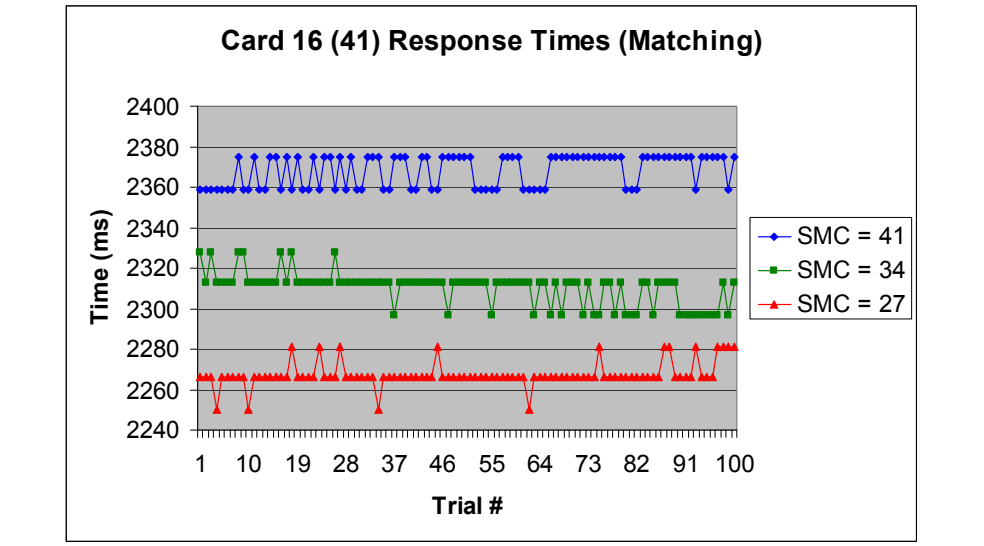 Card 16 (41) Response Times (Matching)
2400
2380
2360
2340
2320
2300
2280
2260
2240
Time (ms)
1 10 19 28 37 46 55 64 73 82 91 100
Trial #
SMC = 41
SMC = 34
SMC = 27